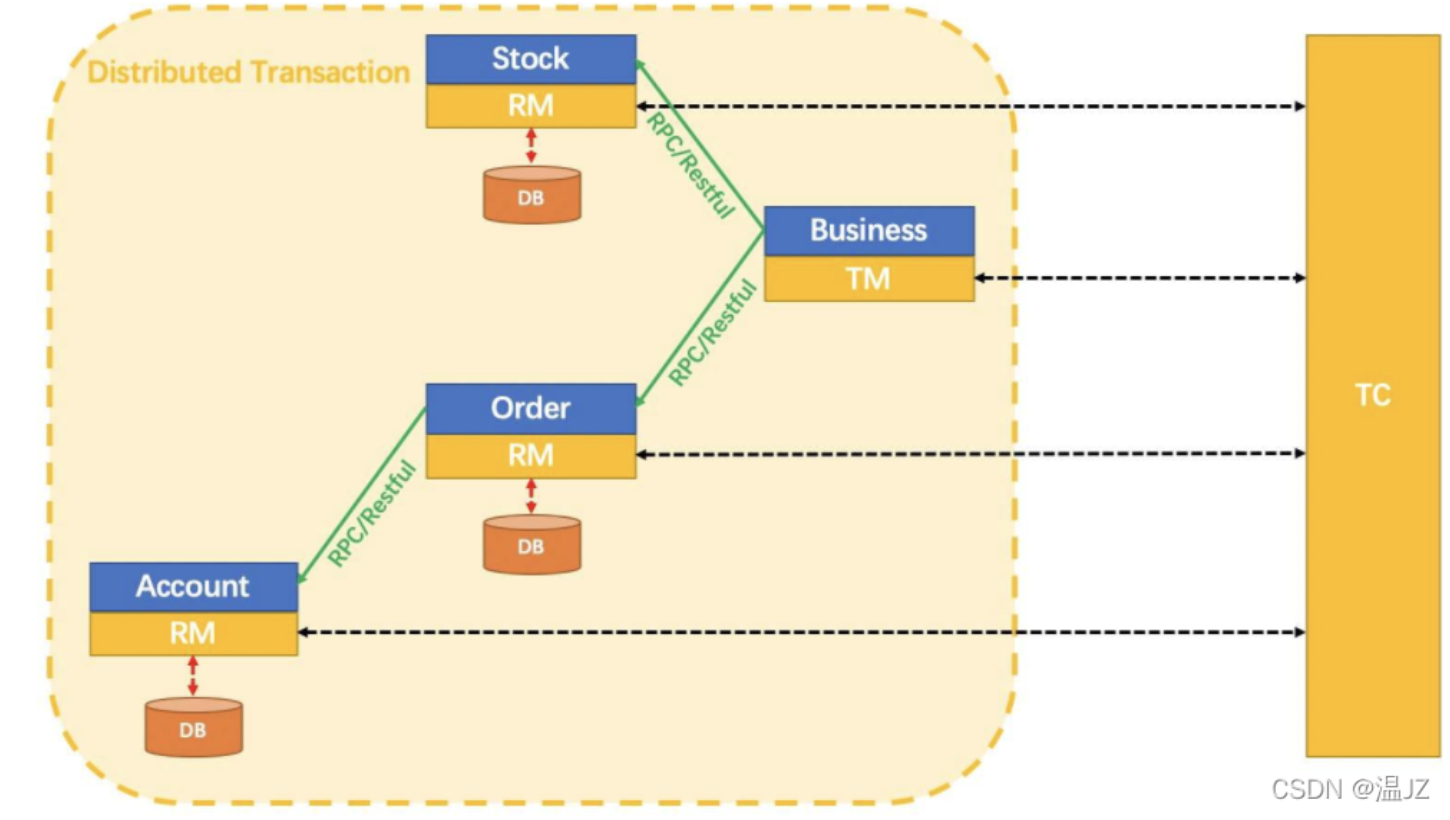 Distributed Transaction
Stock
RM
DB
RPC/Restful
Business
TM
RPC/Restful
Order
RM
DB
RPC/Restful
Account
RM
DB
TC
CSDN @温JZ